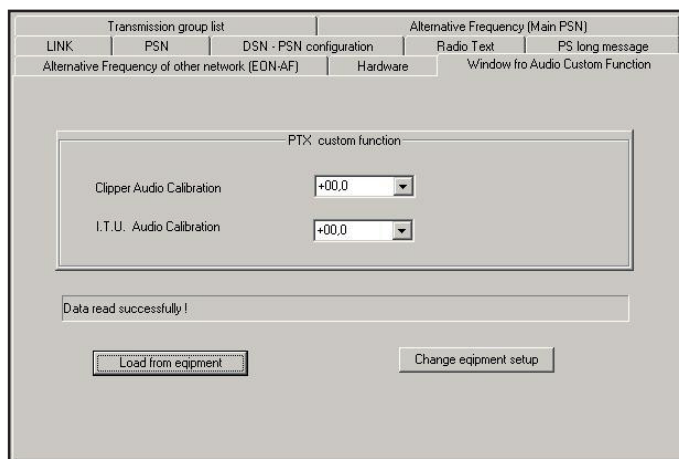 Transmission group list
Alternative Frequency (Main PSN)
LINK
PSN
DSN - PSN configuration
Radio Text
PS long message
Alternative Frequency of other network (EON-AF)
Hardware
Window fro Audio Custom Function
PTX custom function
Clipper Audio Calibration
+00,0
I.T.U. Audio Calibration
+00,0
Data read successfully !
Load from eqipment
Change eqipment setup